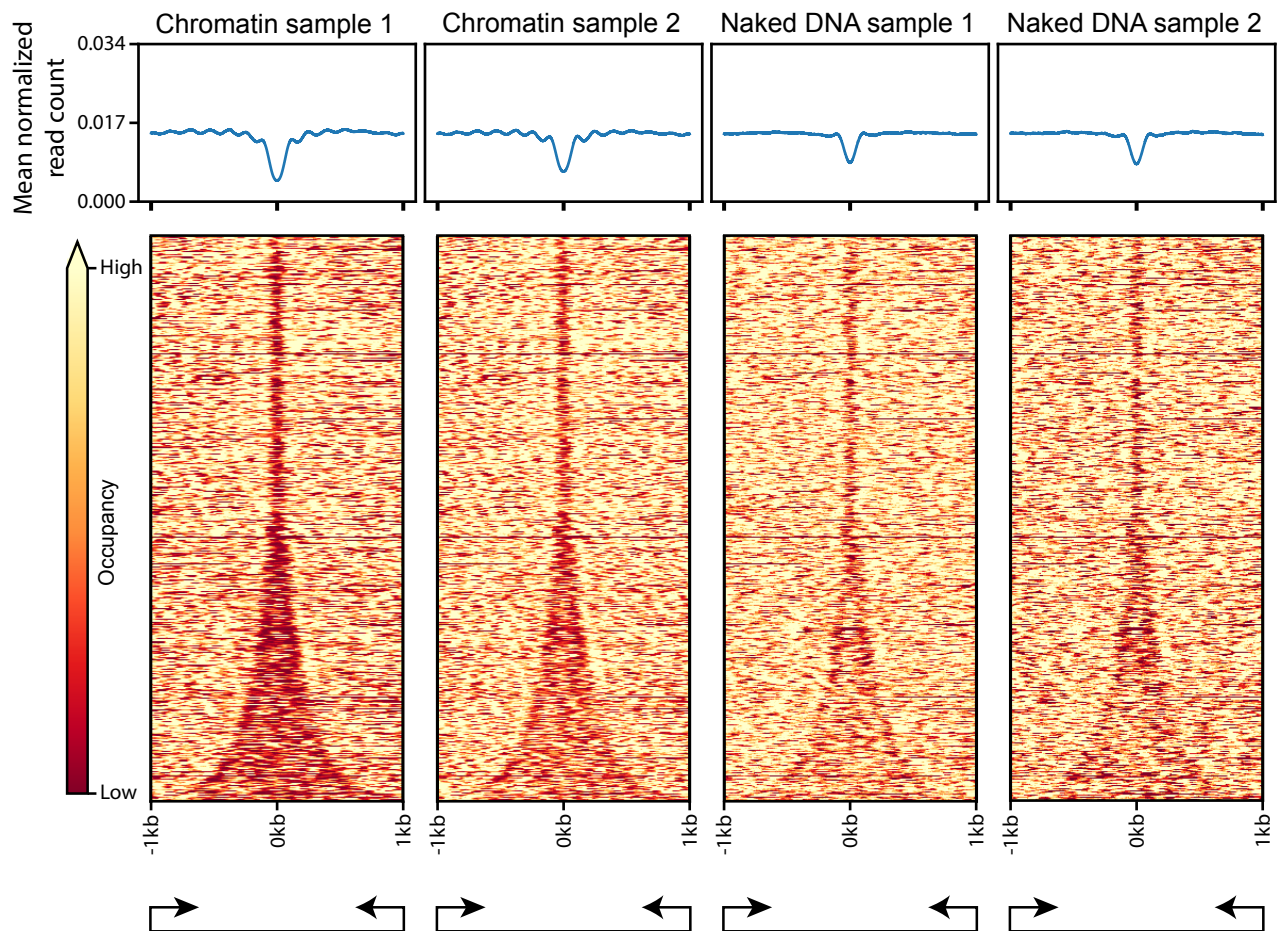 Chromatin sample 1
Chromatin sample 2
Naked DNA sample 1
Naked DNA sample 2
Mean normalized
read count
0.034
0.017
0.000
High
Occupancy
Low
-1kb
0kb
1kb
-1kb
0kb
1kb
-1kb
0kb
1kb
-1kb
0kb
1kb